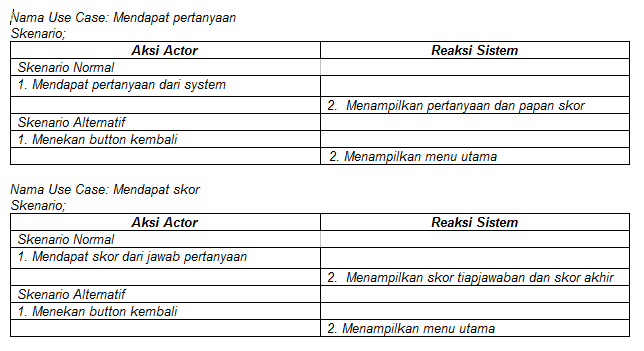 Nama Use Case: Mendapat pertanyaan
Skenario;
Aksi Actor Reaksi Sistem
Skenario Normal
1. Mendapat pertanyaan dari system
2. Menampilkan pertanyaan dan papan skor
Skenario Alternatif
1. Menekan button kembali
2. Menampilkan menu utama
Nama Use Case: Mendapat skor
Skenario;
Aksi Actor Reaksi Sistem
Skenario Normal
1. Mendapat skor dari jawab pertanyaan
2. Menampilkan skor tiapjawaban dan skor akhir
Skenario Alternatif
1. Menekan button kembali
2. Menampilkan menu utama